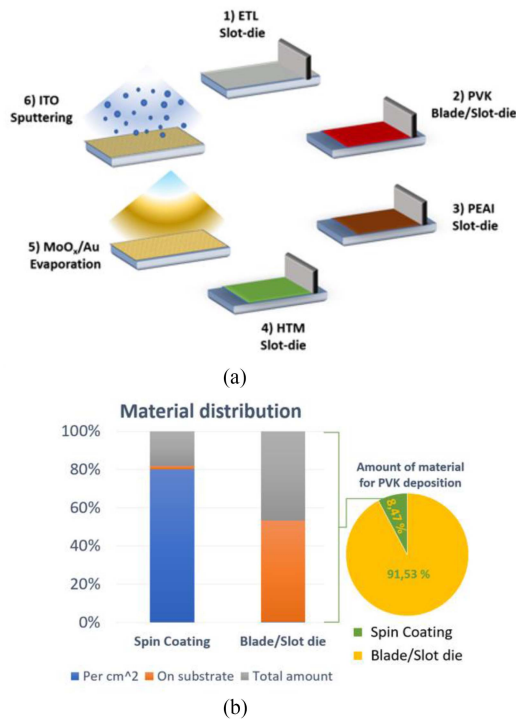 1) ETL
Slot-die
6) ITO
Sputtering
2) PVK
Blade/Slot-die
3) PEAI
Slot-die
5) MoOₓ/Au
Evaporation
4) HTM
Slot-die
(a)
Material distribution
100%
80%
60%
40%
20%
0%
Spin Coating
Blade/Slot die
Per cm^2
On substrate
Total amount
Amount of material
for PVK deposition
8,47 %
91,53 %
Spin Coating
Blade/Slot die
(b)